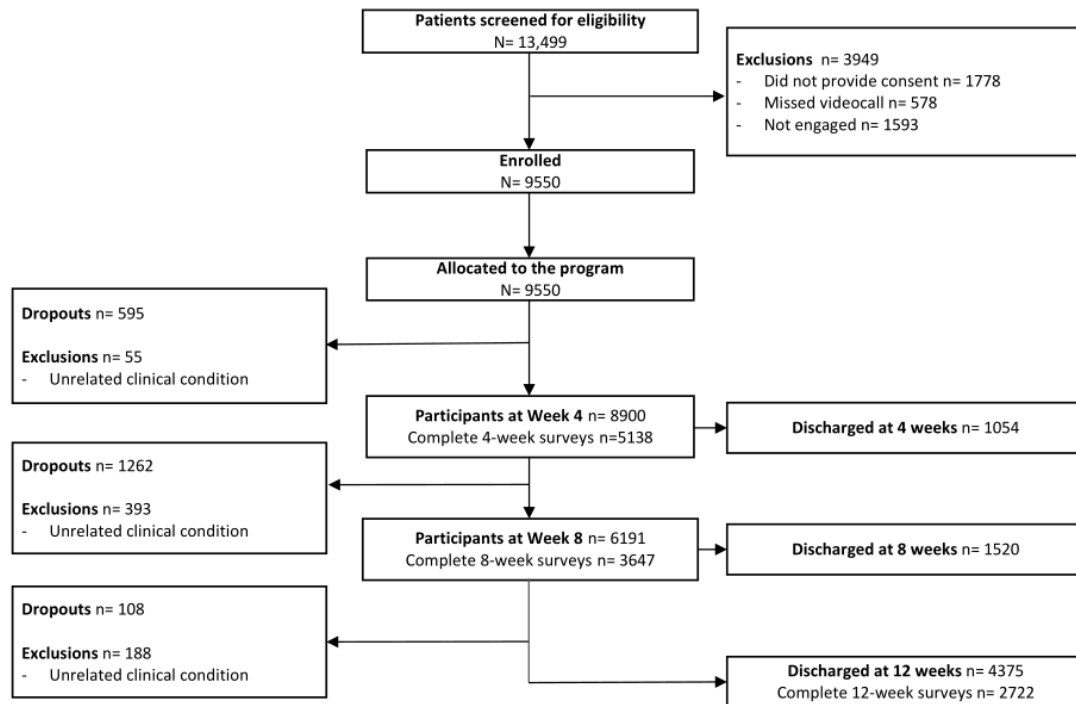 Patients screened for eligibility
N= 13,499
Exclusions n= 3949
- Did not provide consent n= 1778
- Missed videocall n= 578
- Not engaged n= 1593
Enrolled
N= 9550
Allocated to the program
N= 9550
Dropouts n= 595
Exclusions n= 55
- Unrelated clinical condition
Participants at Week 4 n= 8900
Complete 4-week surveys n=5138
Discharged at 4 weeks n= 1054
Dropouts n= 1262
Exclusions n= 393
- Unrelated clinical condition
Participants at Week 8 n= 6191
Complete 8-week surveys n= 3647
Discharged at 8 weeks n= 1520
Dropouts n= 108
Exclusions n= 188
- Unrelated clinical condition
Discharged at 12 weeks n= 4375
Complete 12-week surveys n= 2722